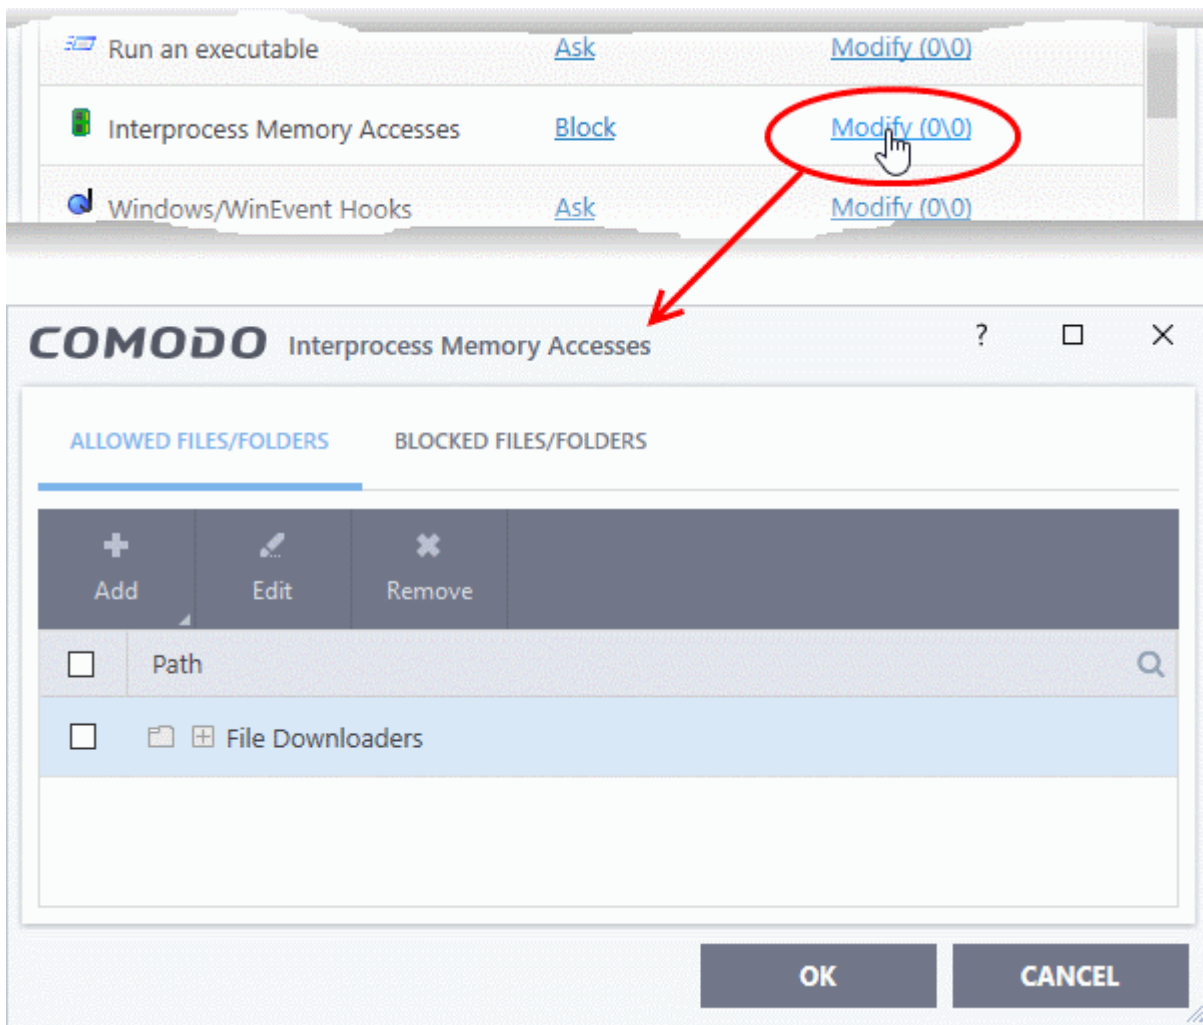 Run an executable Ask Modify (0\0)
Interprocess Memory Accesses Block Modify (0\0)
Windows/WinEvent Hooks Ask Modify (0\0)
COMODO Interprocess Memory Accesses ?
ALLOWED FILES/FOLDERS BLOCKED FILES/FOLDERS
Add Edit Remove
Path
File Downloaders
OK CANCEL